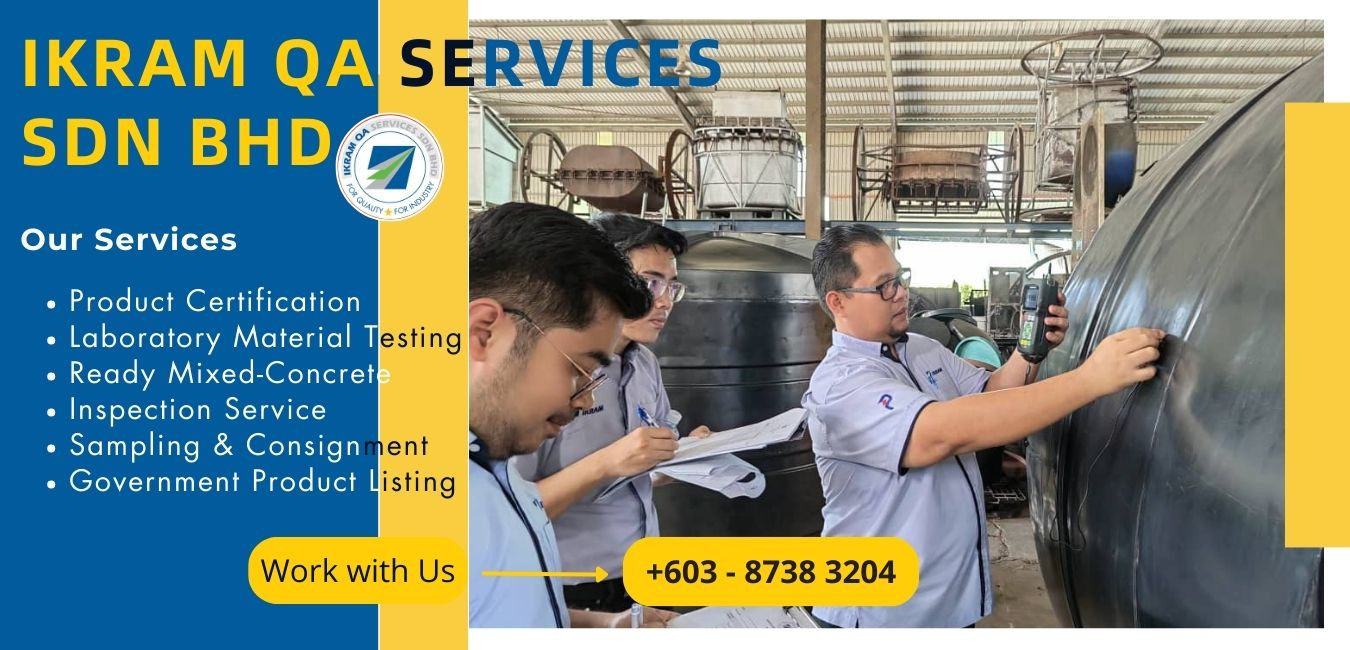 IKRAM QA SERVICES
SDN BHD
IKRAM QA SERVICES SDN BHD
FOR QUALITY ★ FOR INDUSTRY
Our Services
• Product Certification
• Laboratory Material Testing
• Ready Mixed-Concrete
• Inspection Service
• Sampling & Consignment
• Government Product Listing
IKRAM
IKRAM
Work with Us
+603 - 8738 3204